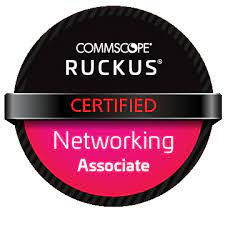 COMMSCOPE®
RUCKUS®
CERTIFIED
Networking
Associate